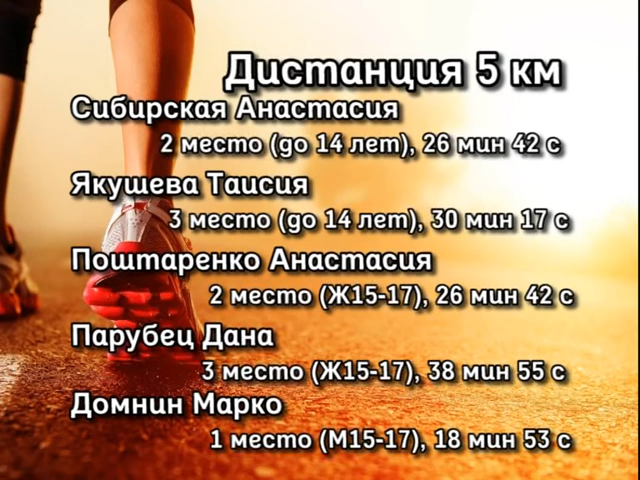 Дистанция 5 км
Сибирская Анастасия
2 место (до 14 лет), 26 мин 42 с
Якушева Таисия
3 место (до 14 лет), 30 мин 17 с
Поштаренко Анастасия
2 место (Ж15-17), 26 мин 42 с
Парубец Дана
3 место (Ж15-17), 38 мин 55 с
Домнин Марко
1 место (М15-17), 18 мин 53 с